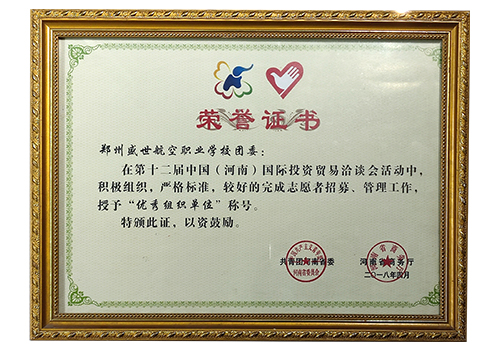 荣誉证书
郑州盛世航空职业学校团委：
在第十二届中国（河南）国际投资贸易洽谈会活动中，
积极组织，严格标准，较好的完成志愿者招募、管理工作，
授予“优秀组织单位”称号。
特颁此证，以资鼓励。
共青团河南省委 河南省商务厅
二〇一八年四月